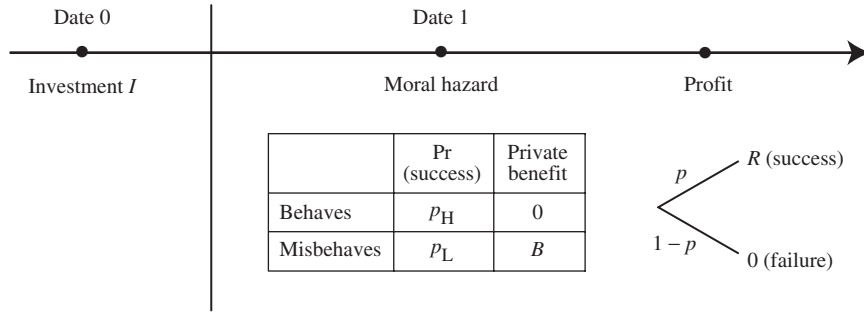 Date 0
Date 1
Investment I
Moral hazard
Profit
Pr
(success)
Private
benefit
Behaves
p_H
0
Misbehaves
p_L
B
p
R (success)
1 – p
0 (failure)